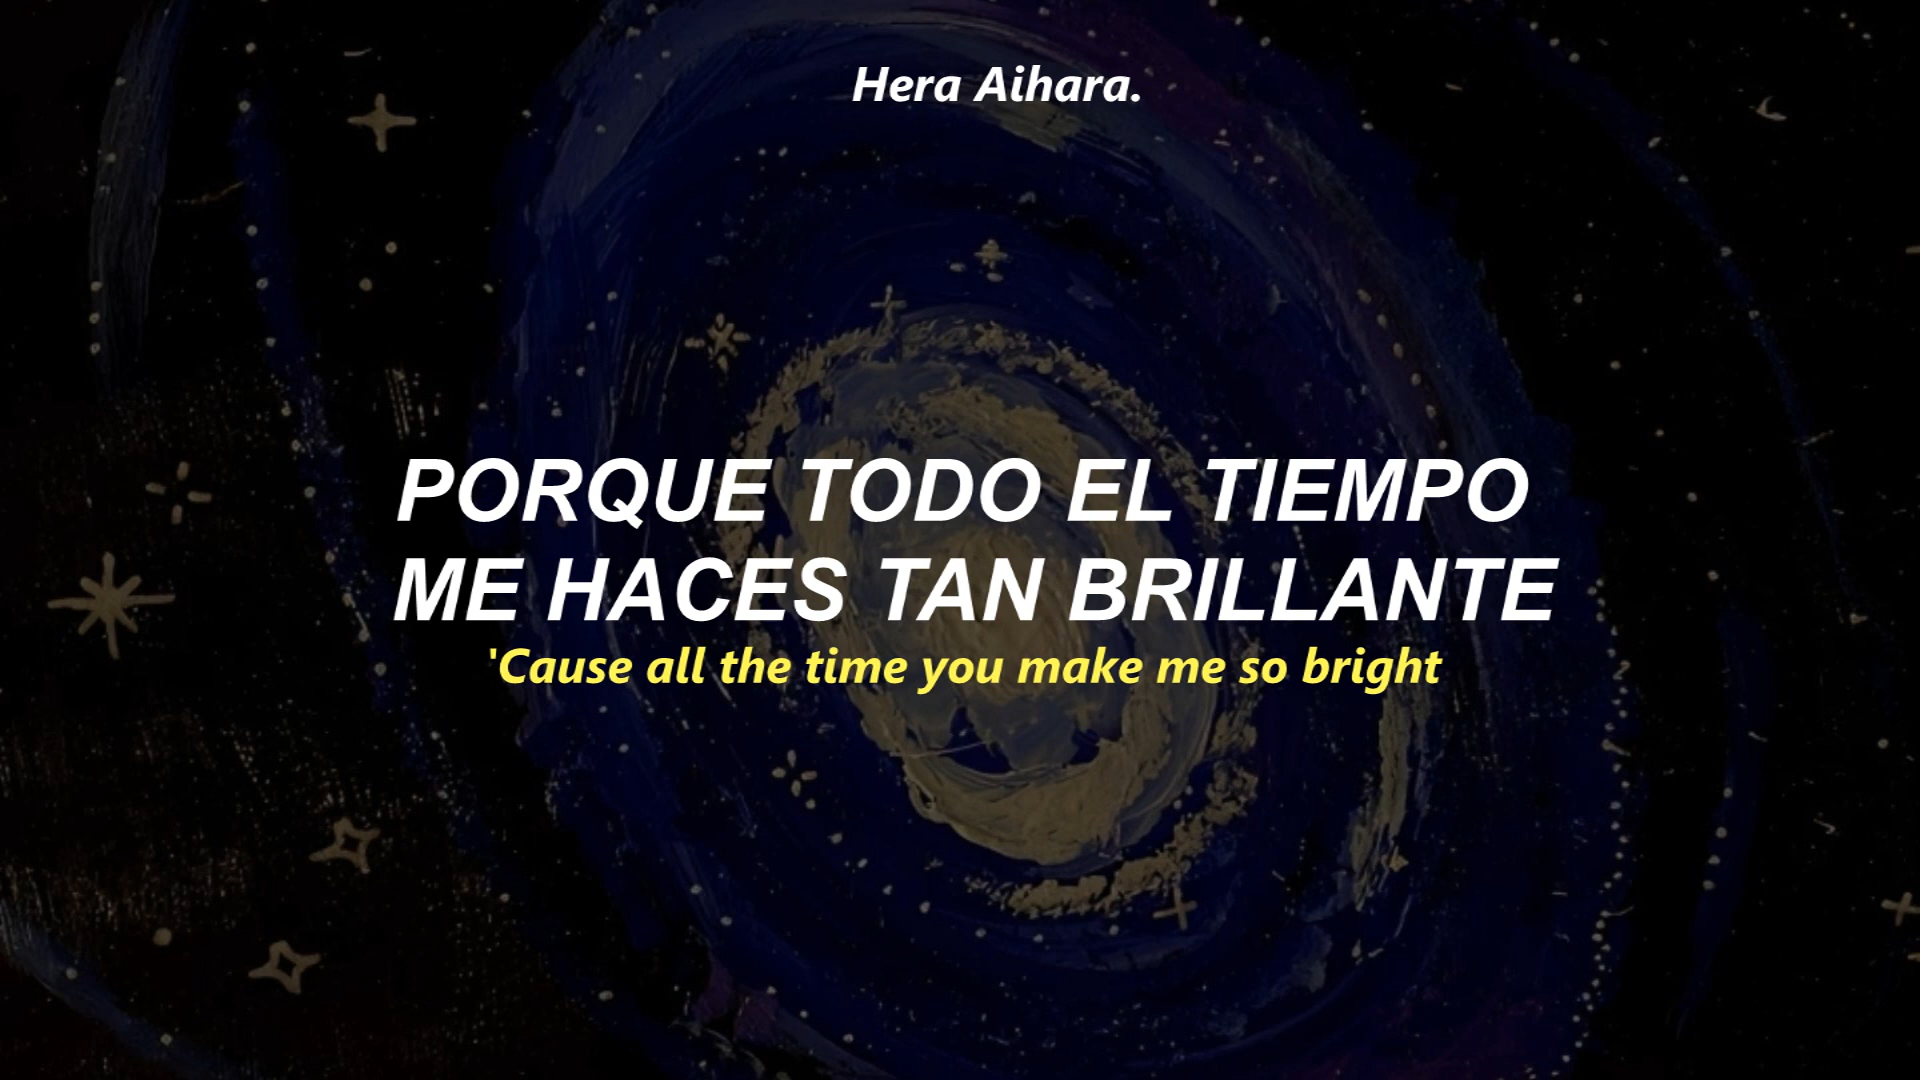 Hera Aihara.
PORQUE TODO EL TIEMPO
ME HACES TAN BRILLANTE
'Cause all the time you make me so bright